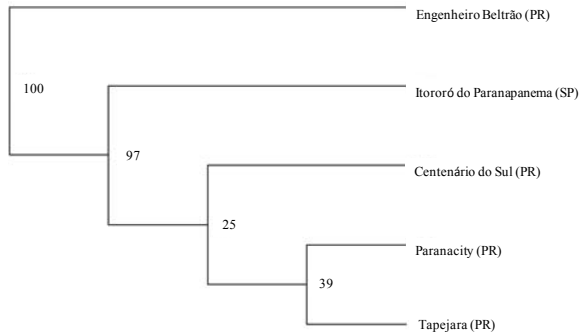 Engenheiro Beltrão (PR)
100
Itororó do Paranapanema (SP)
97
Centenário do Sul (PR)
25
Paranacity (PR)
39
Tapejara (PR)